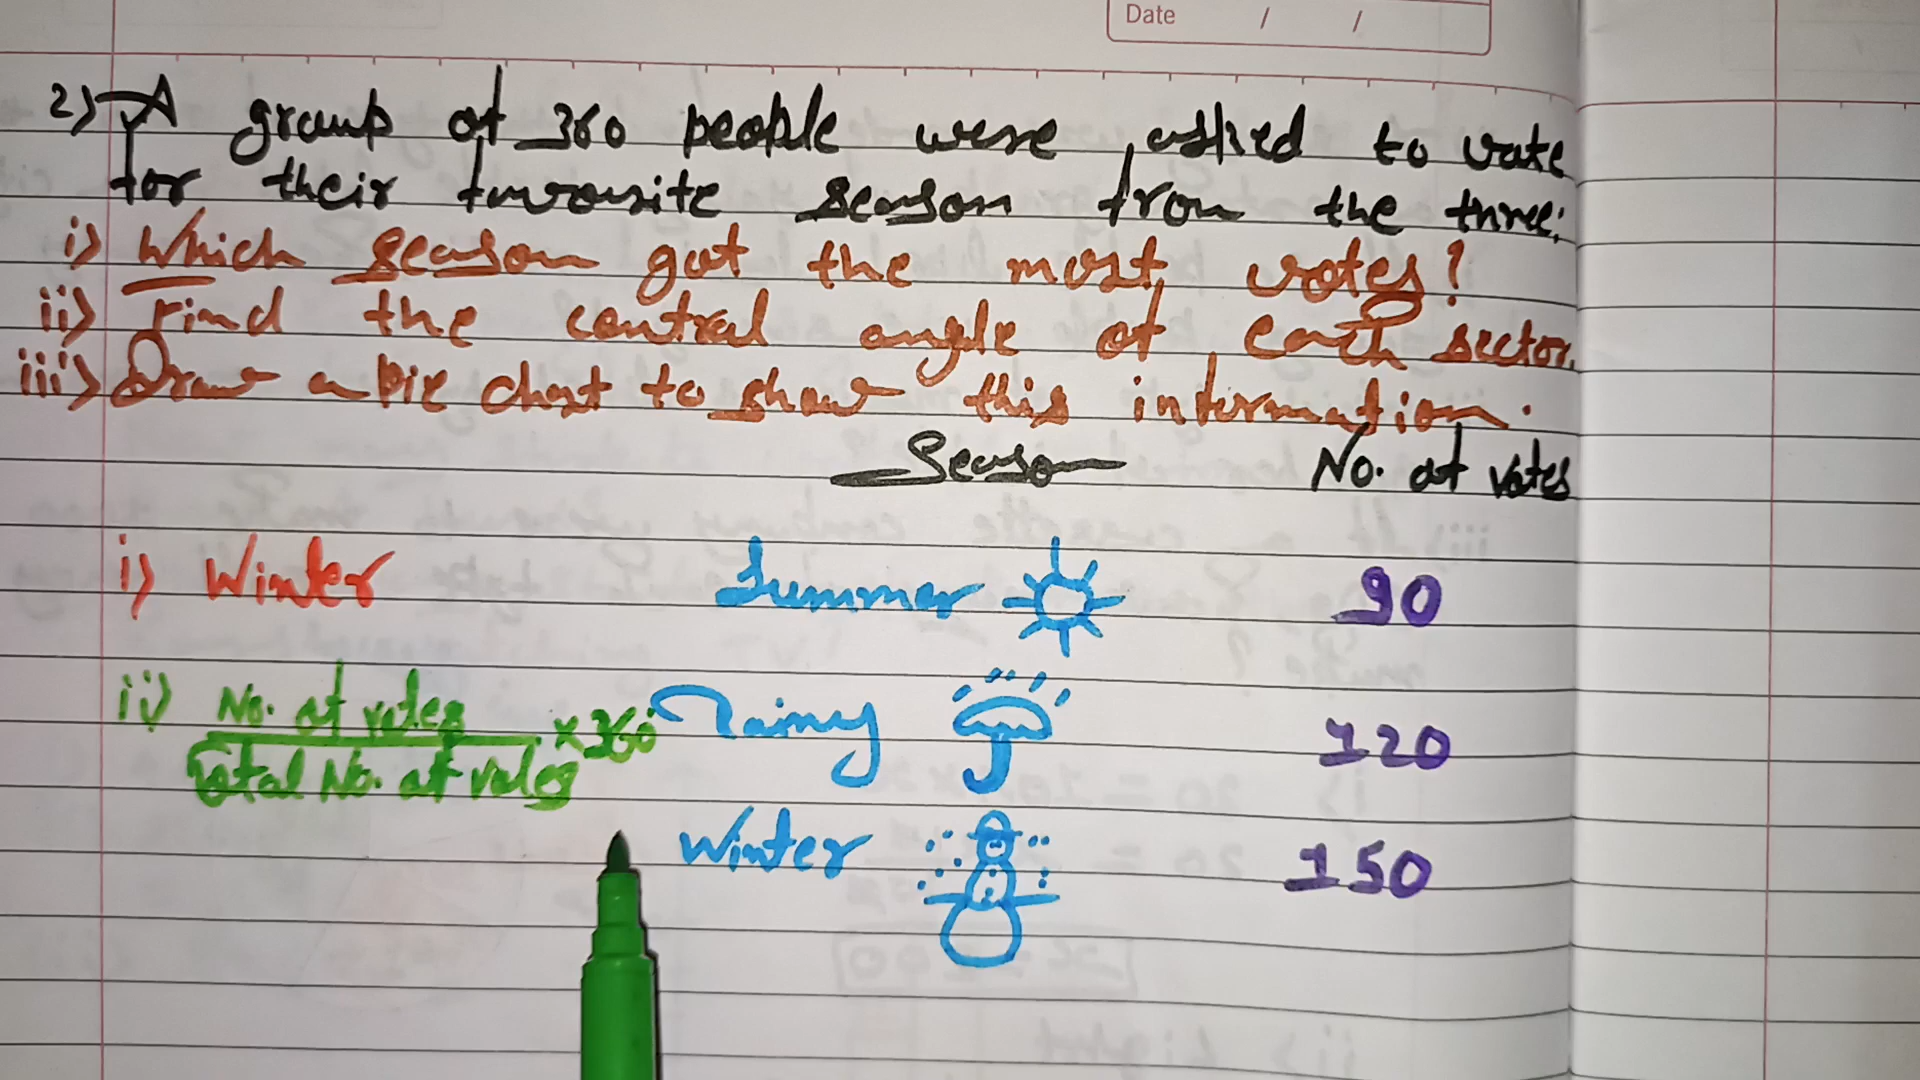 Date / /
2) A group of 360 people were asked to vote
for their favourite season from the three:
i) Which season got the most votes?
ii) Find the central angle of each sector.
iii) Draw a pie chart to show this information.
Season No. of votes
i) Winter Summer 90
ii) No. of votes / Total No. of votes × 360° Rainy 120
Winter 150